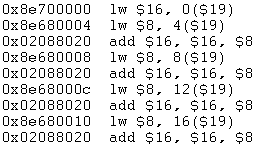 0x8e700000 lw $16, 0($19)
0x8e680004 lw $8, 4($19)
0x02088020 add $16, $16, $8
0x8e680008 lw $8, 8($19)
0x02088020 add $16, $16, $8
0x8e68000c lw $8, 12($19)
0x02088020 add $16, $16, $8
0x8e680010 lw $8, 16($19)
0x02088020 add $16, $16, $8